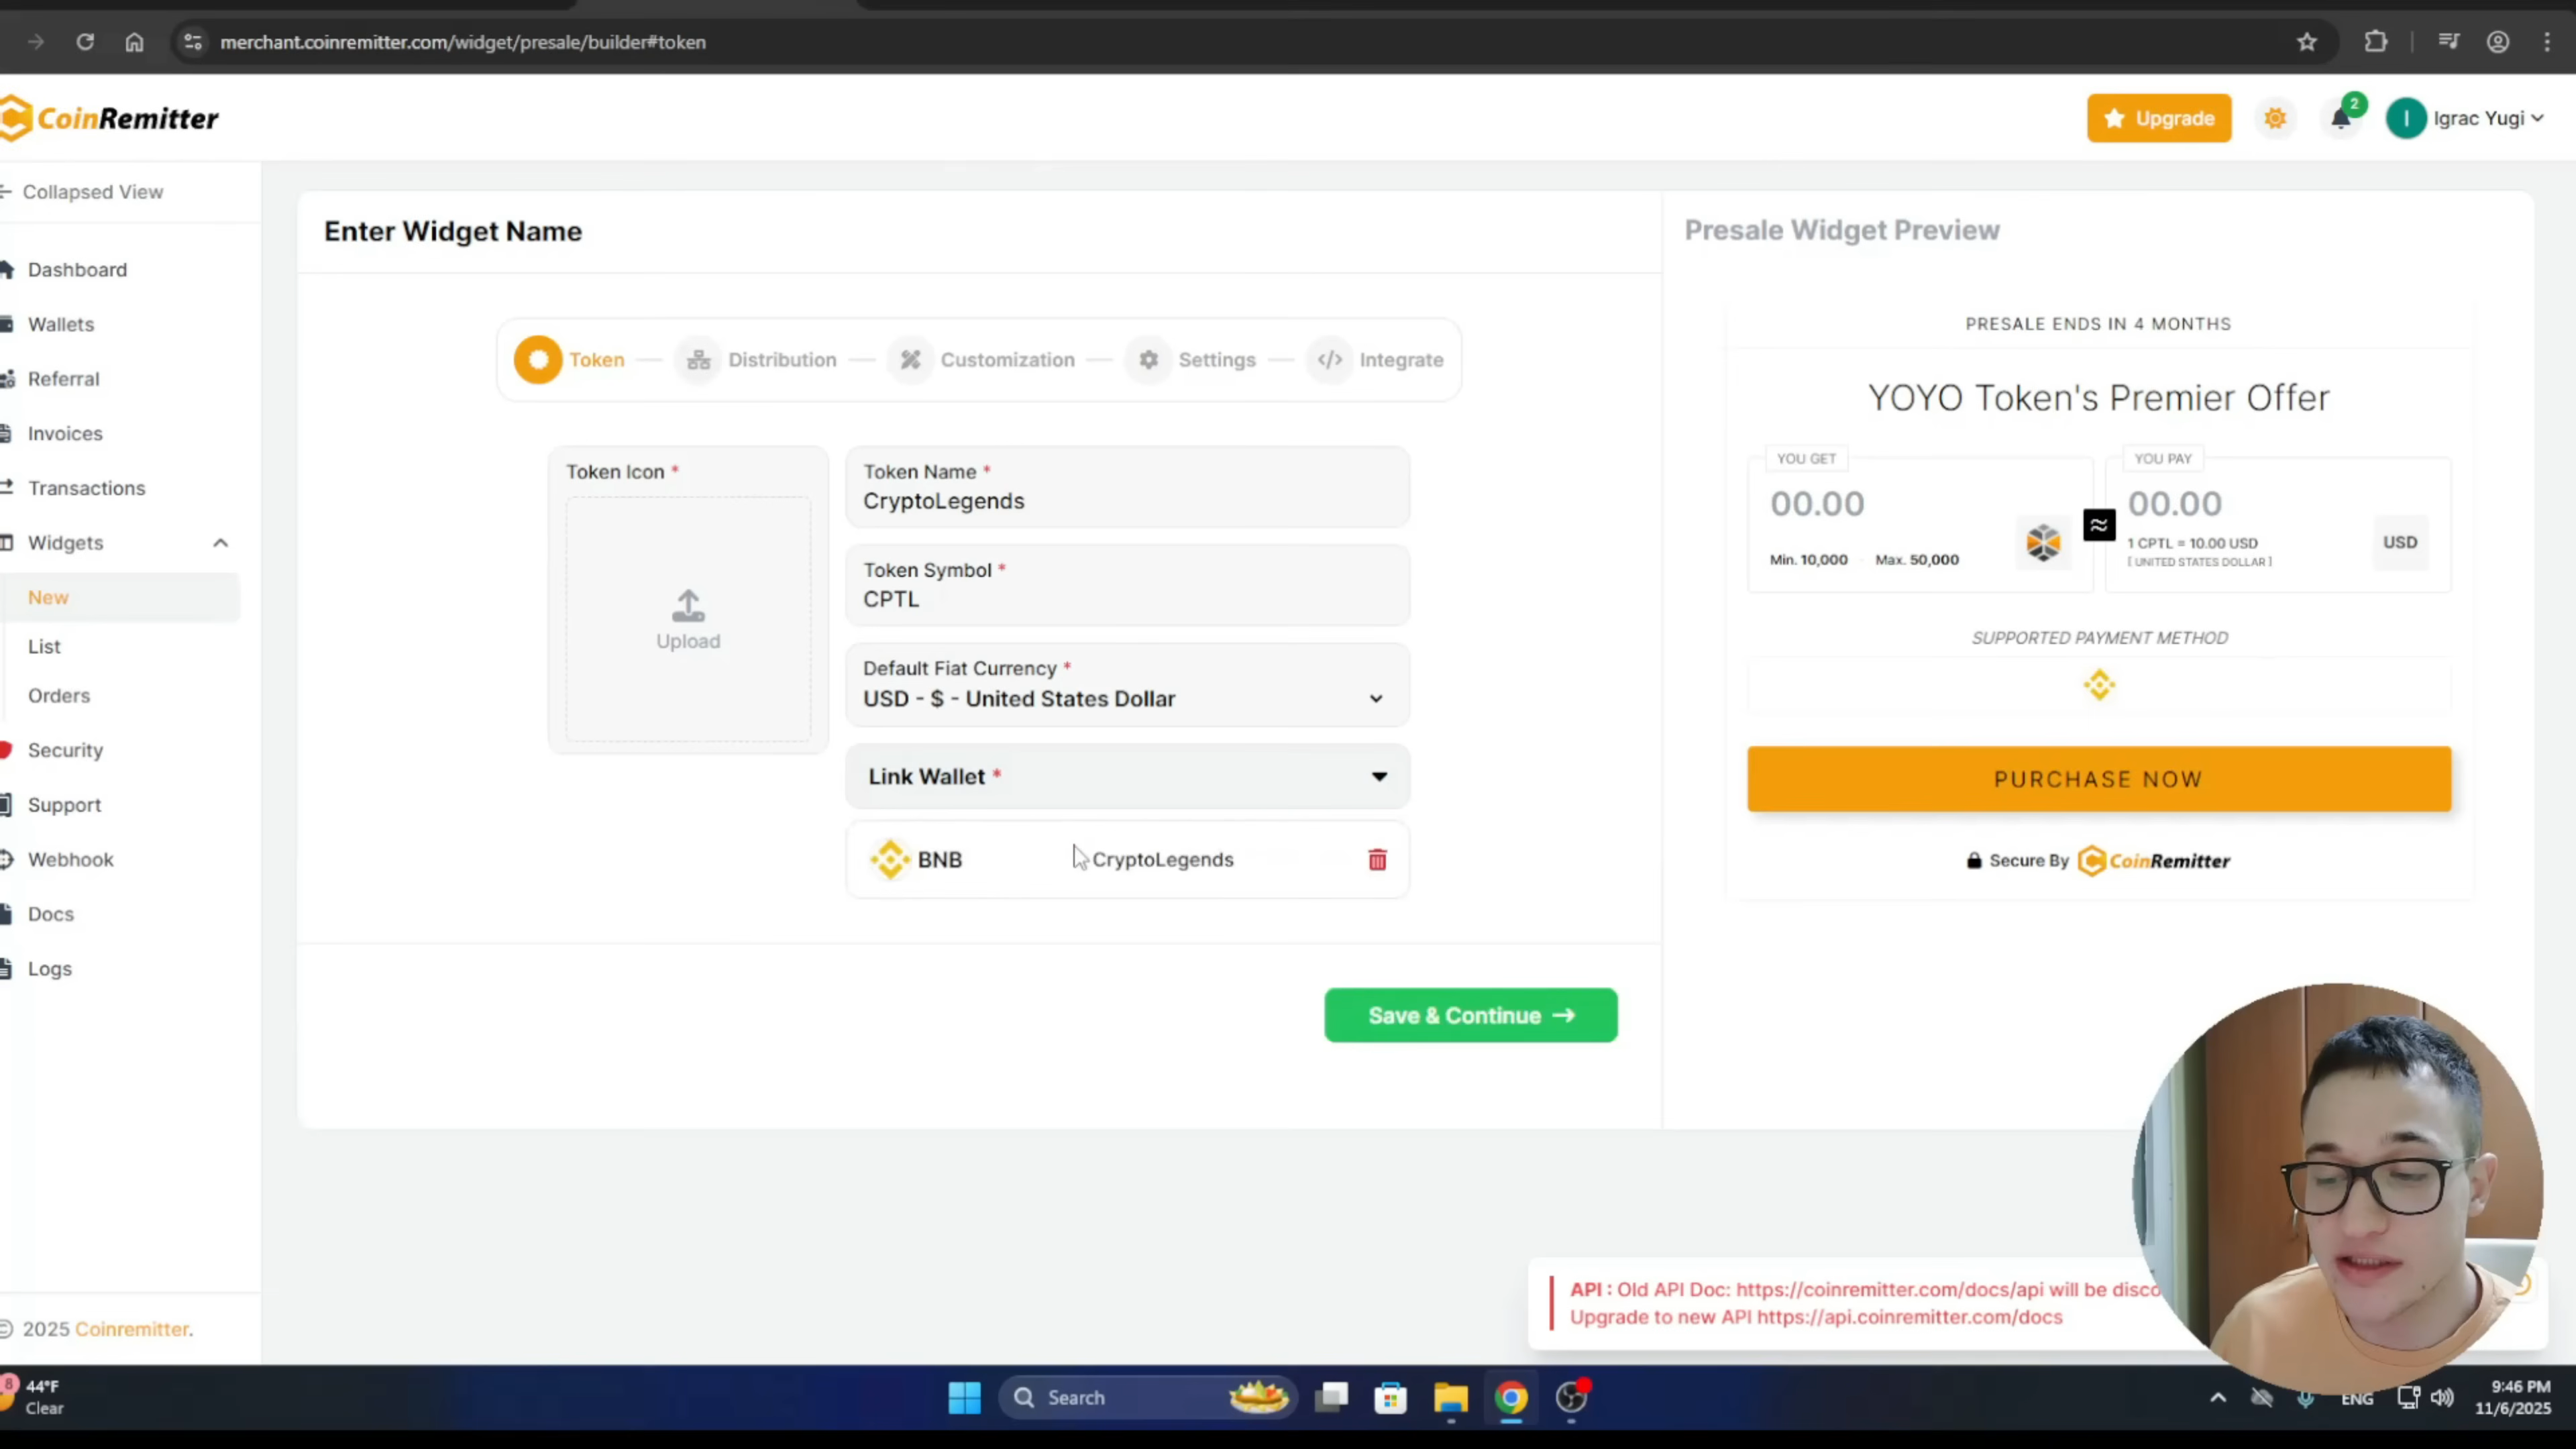 merchant.coinremitter.com/widget/presale/builder#token
CoinRemitter
Upgrade
2
I
Igrac Yugi
Collapsed View
Dashboard
Wallets
Referral
Invoices
Transactions
Widgets
New
List
Orders
Security
Support
Webhook
Docs
Logs
© 2025 Coinremitter.
Enter Widget Name
Token
Distribution
Customization
Settings
Integrate
Token Icon *
Upload
Token Name *
CryptoLegends
Token Symbol *
CPTL
Default Fiat Currency *
USD - $ - United States Dollar
Link Wallet *
BNB
CryptoLegends
Save & Continue →
Presale Widget Preview
PRESALE ENDS IN 4 MONTHS
YOYO Token's Premier Offer
YOU GET
00.00
Min. 10,000
Max. 50,000
≈
YOU PAY
00.00
1 CPTL = 10.00 USD
[ UNITED STATES DOLLAR ]
USD
SUPPORTED PAYMENT METHOD
PURCHASE NOW
Secure By CoinRemitter
API : Old API Doc: https://coinremitter.com/docs/api will be disco
Upgrade to new API https://api.coinremitter.com/docs
8
44°F
Clear
Search
ENG
9:46 PM
11/6/2025